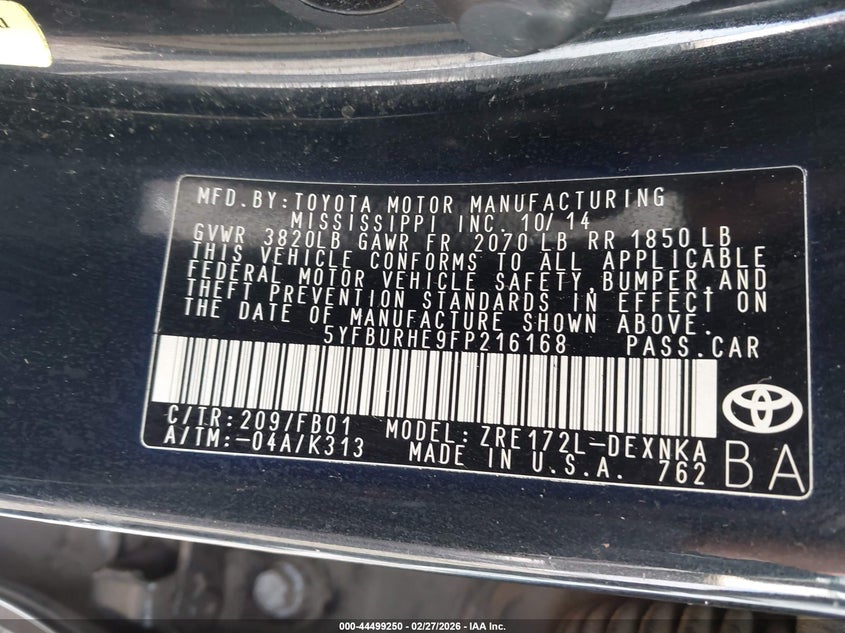 MFD.BY:TOYOTA MOTOR MANUFACTURING
MISSISSIPPI INC. 10/14
GVWR 3820LB GAWR FR 2070 LB RR 1850 LB
THIS VEHICLE CONFORMS TO ALL APPLICABLE
FEDERAL MOTOR VEHICLE SAFETY,BUMPER,AND
THEFT PREVENTION STANDARDS IN EFFECT ON
THE DATE OF MANUFACTURE SHOWN ABOVE.
5YFBURHE9FP216168 PASS.CAR
C/TR:209/FB01 MODEL:ZRE172L-DEXNKA
A/TM:-04A/K313 MADE IN U.S.A. 762
BA
000-44499250 - 02/27/2026 - IAA Inc.